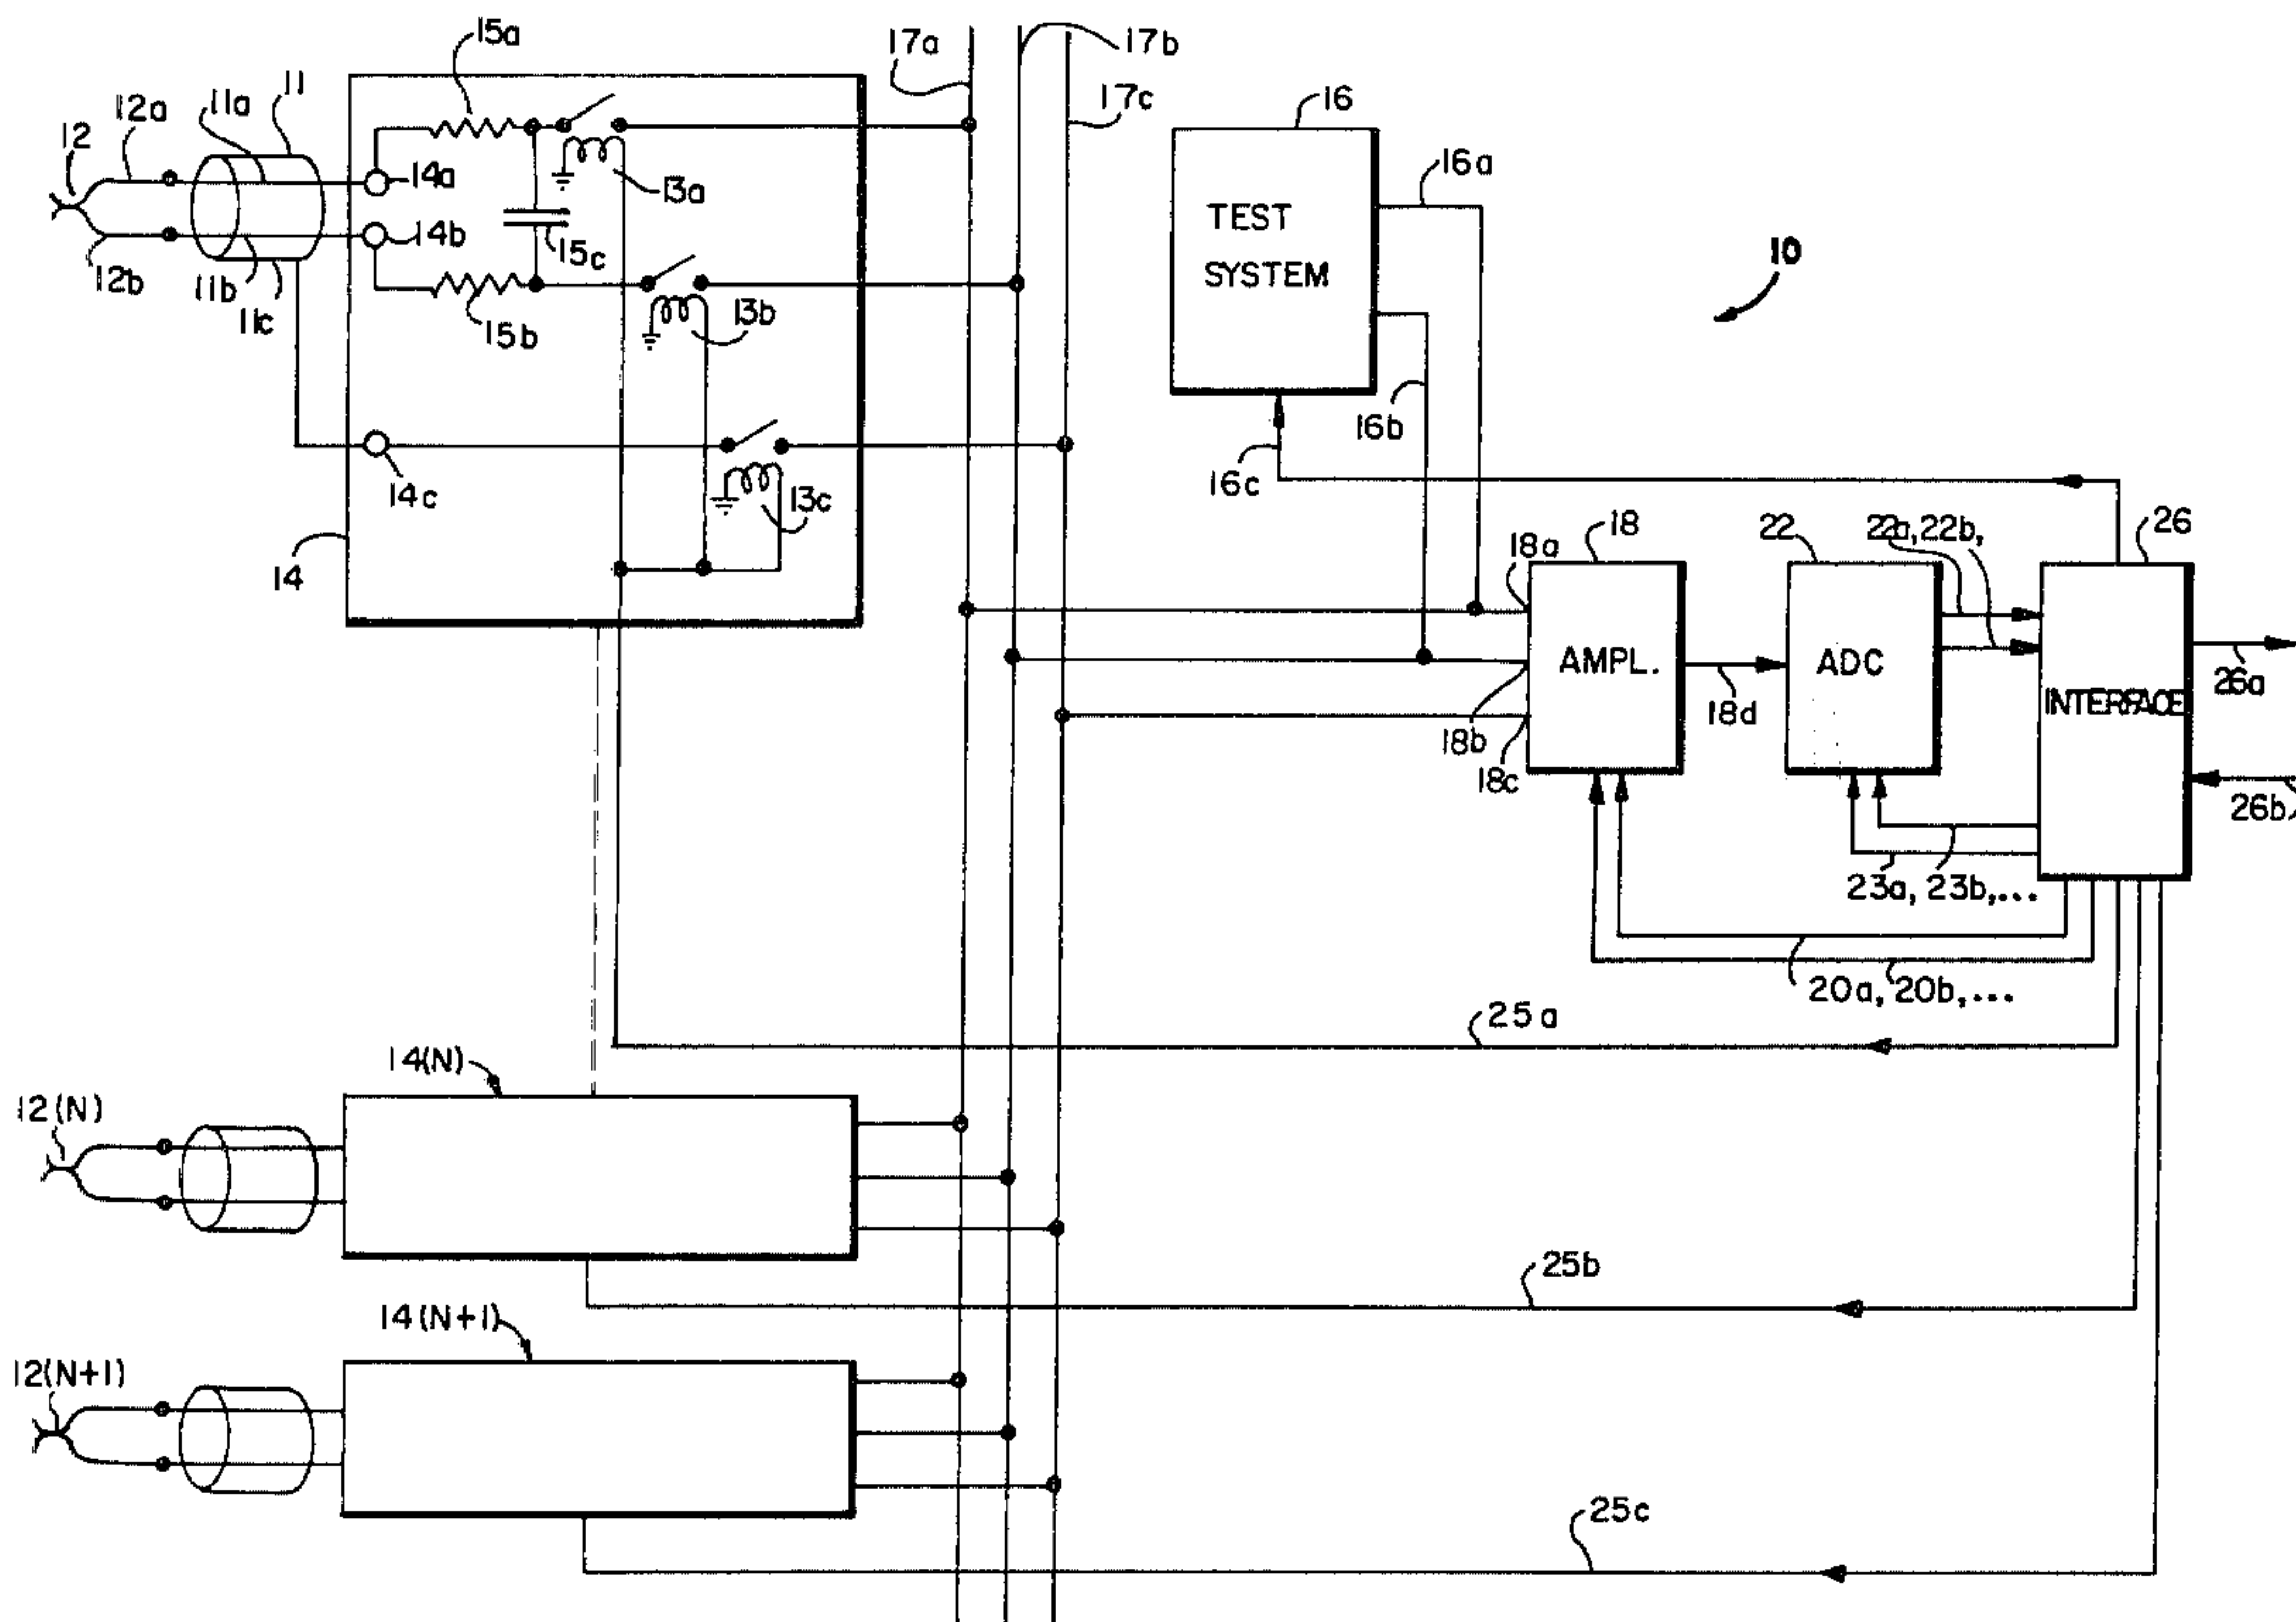 15a
17a
17b
11
11a
12a
12
17c
16
14a
13a
16a
TEST
SYSTEM
10
14b
15c
12b
11b
11c
15b
13b
16b
16c
14c
13c
14
18a
18
22
22a, 22b,
26
AMPL.
ADC
INTERFACE
18b
18c
18d
26a
26b
23a, 23b,...
20a, 20b,...
25a
14(N)
12(N)
25b
14(N+1)
12(N+1)
25c